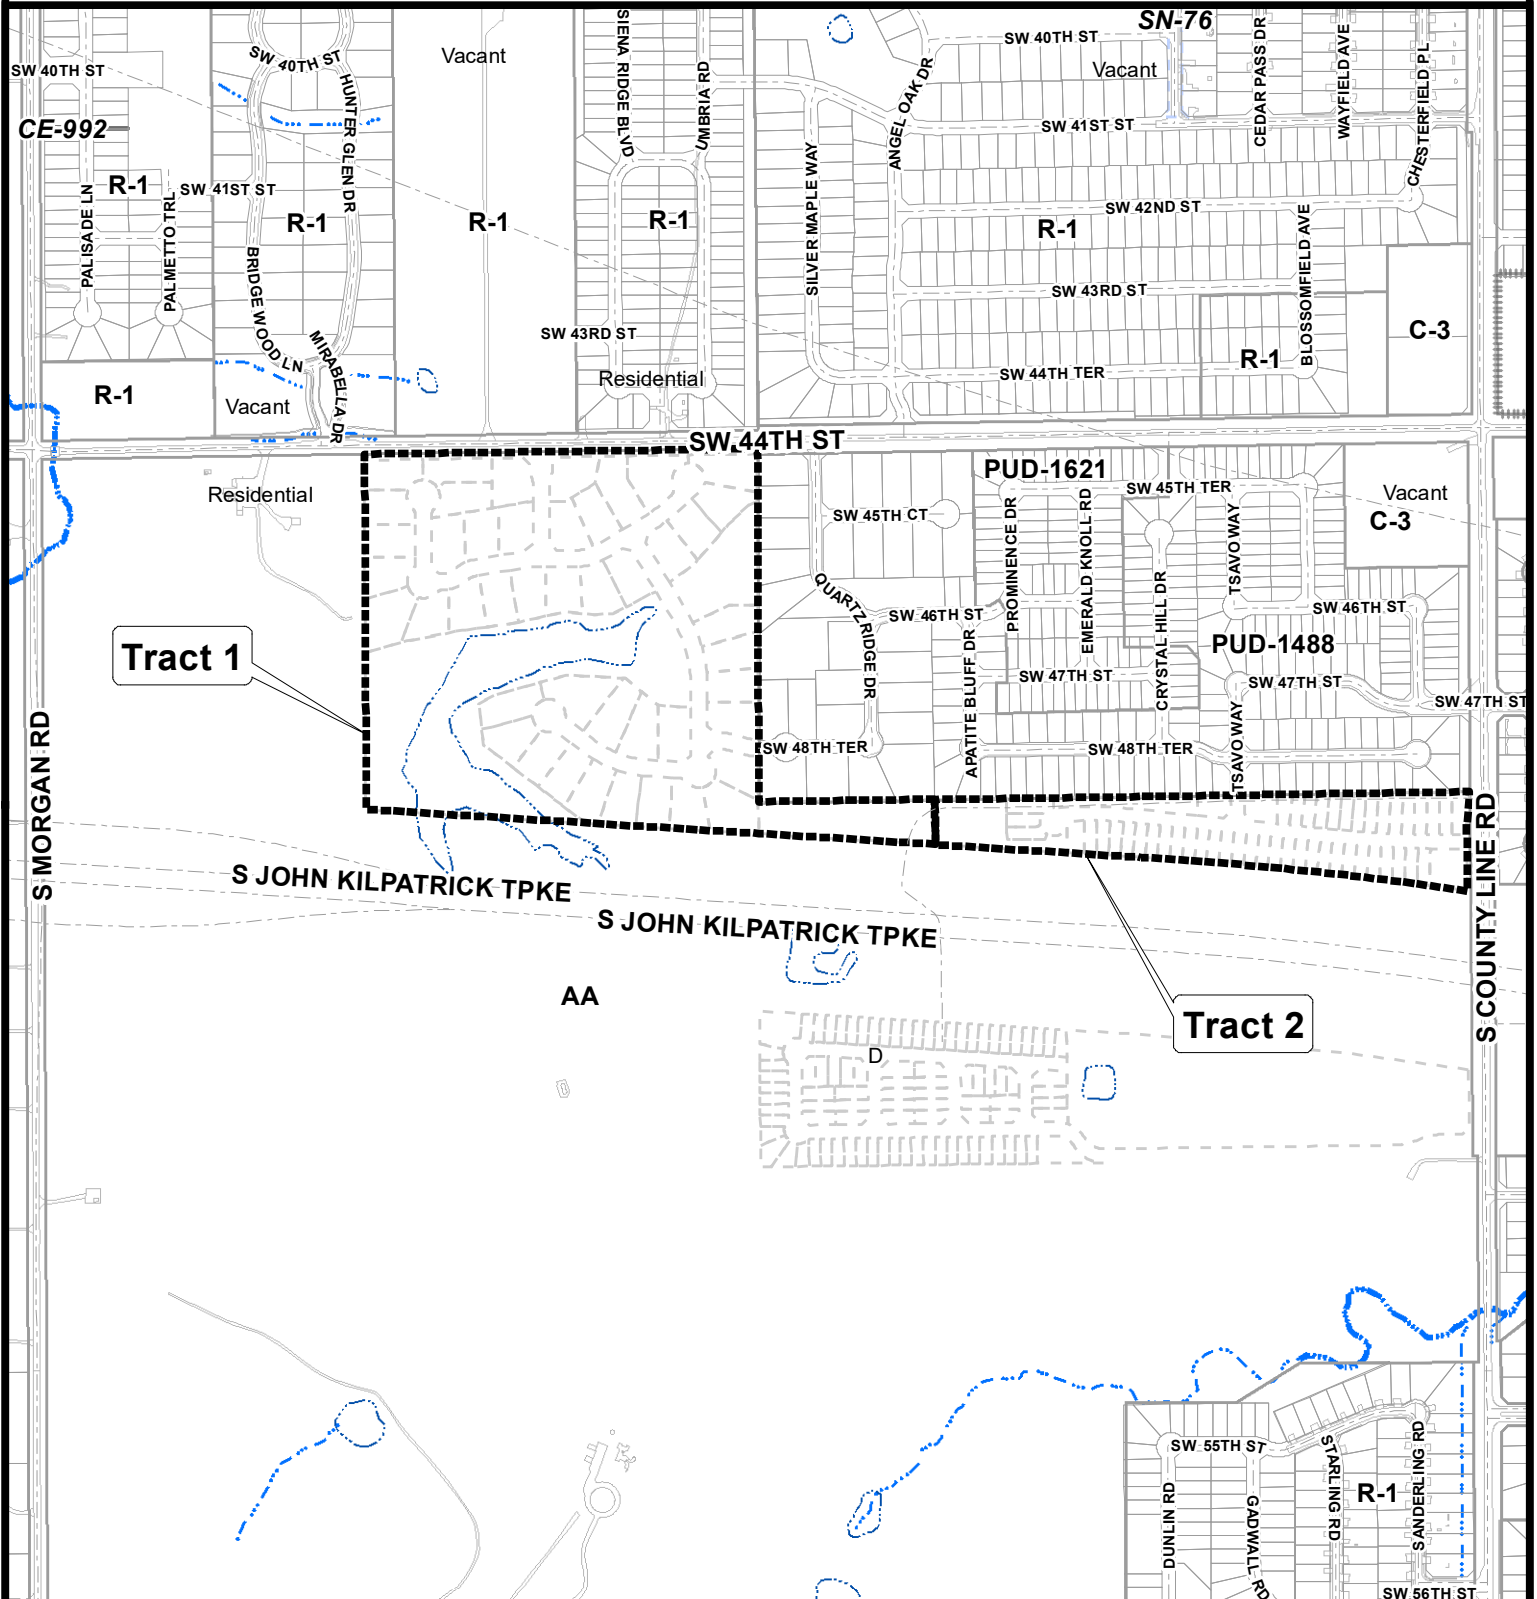 SN-76
SW 40TH ST
SW 40TH ST
SW 40TH ST
Vacant
Vacant
SIENA RIDGE BLVD
UMBRIA RD
ANGEL OAK DR
CEDAR PASS DR
WAYFIELD AVE
CHESTERFIELD PL
CE-992
HUNTER GLEN DR
SW 41ST ST
R-1
SW 41ST ST
PALISADE LN
PALMETTO TRL
R-1
R-1
R-1
SILVER MAPLE WAY
SW 42ND ST
R-1
BLOSSOMFIELD AVE
BRIDGE WOOD LN
SW 43RD ST
SW 43RD ST
C-3
MIRABELLA DR
R-1
SW 44TH TER
Residential
R-1
Vacant
SW 44TH ST
PUD-1621
Residential
SW 45TH TER
Vacant
C-3
SW 45TH CT
PROMINENCE DR
EMERALD KNOLL RD
TSAVO WAY
QUARTZ RIDGE DR
SW 46TH ST
SW 46TH ST
CRYSTAL HILL DR
APATITE BLUFF DR
PUD-1488
Tract 1
SW 47TH ST
SW 47TH ST
SW 47TH ST
SW 48TH TER
SW 48TH TER
TSAVO WAY
S MORGAN RD
S COUNTY LINE RD
S JOHN KILPATRICK TPKE
S JOHN KILPATRICK TPKE
AA
Tract 2
D
SW 55TH ST
STARLING RD
SANDERLING RD
R-1
DUNLIN RD
GADWALL RD
SW 56TH ST